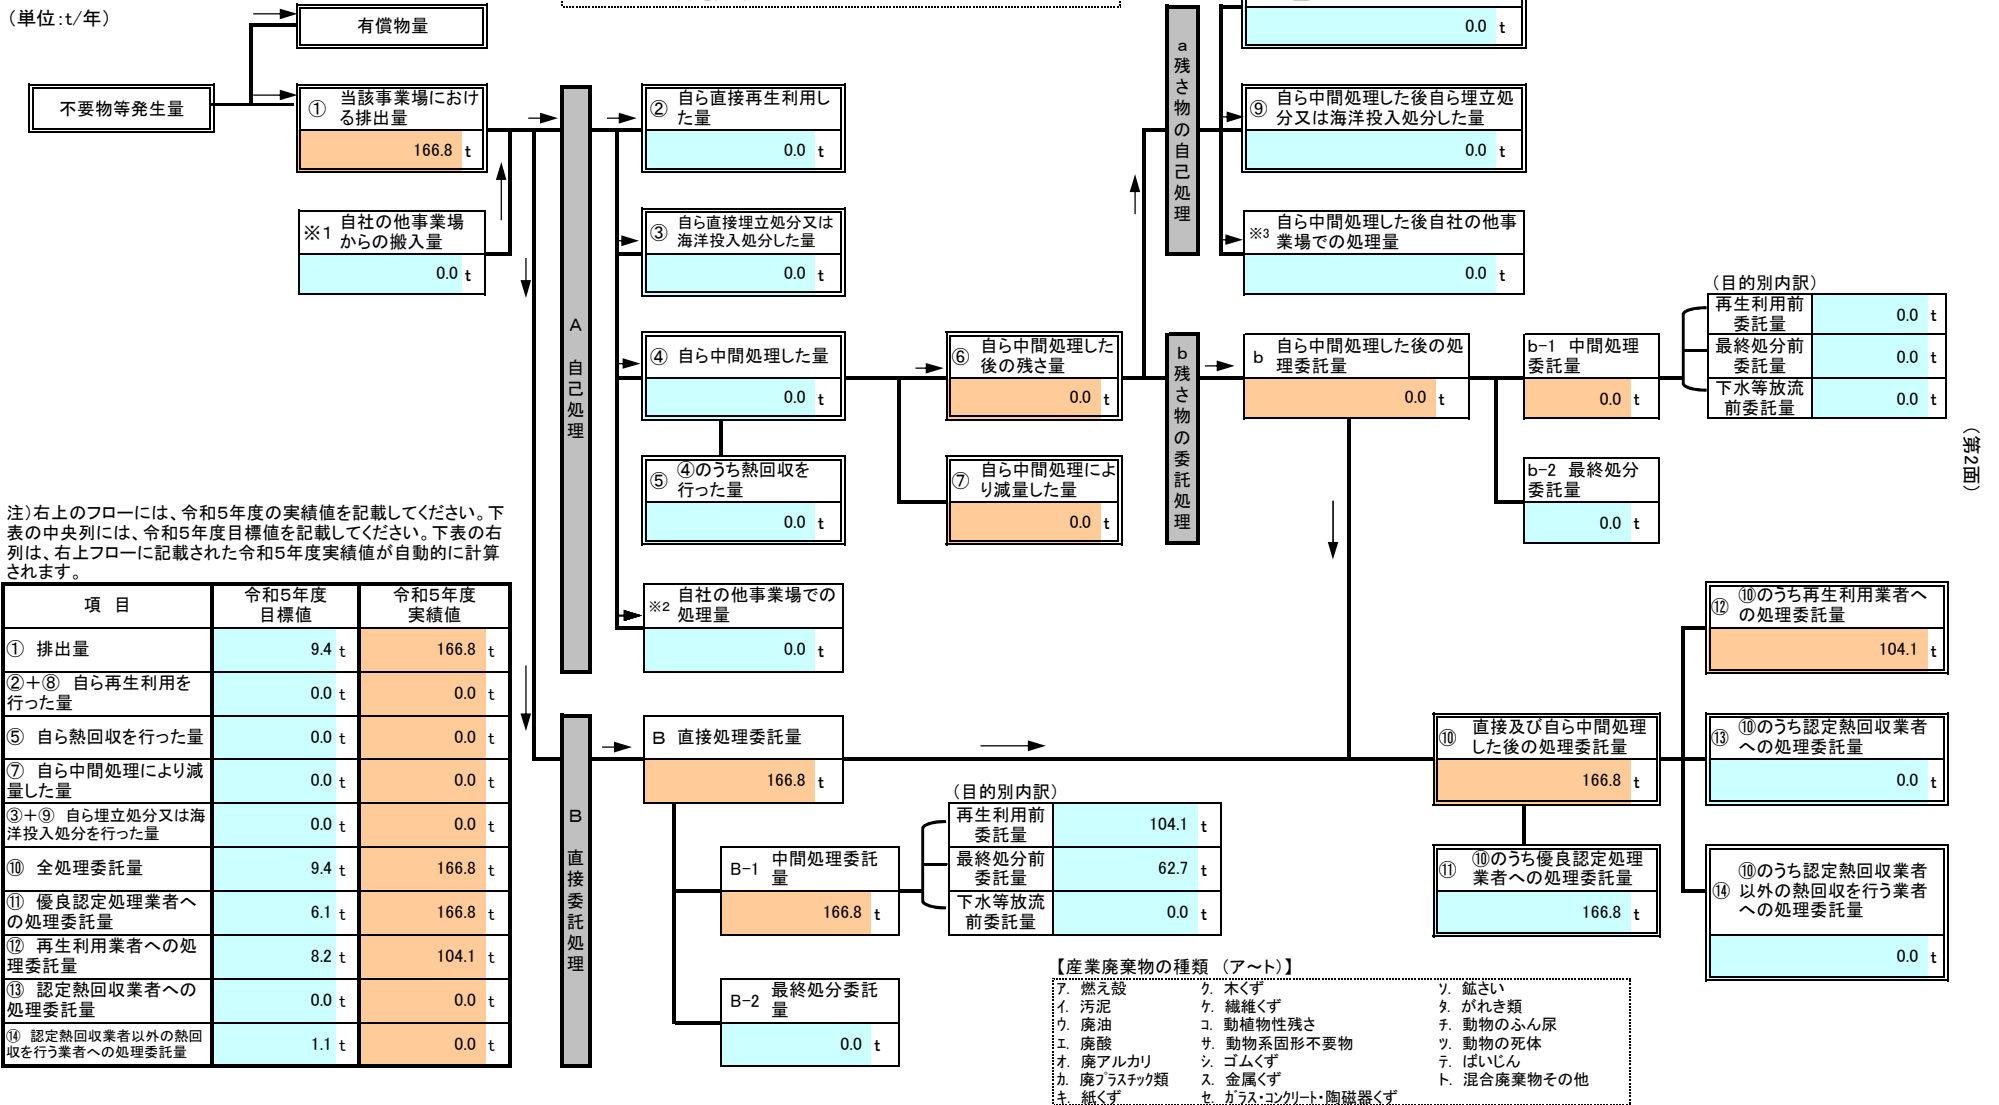 （単位：t/年）
有償物量
不要物等発生量
① 当該事業場におけ
る排出量
166.8 t
※1 自社の他事業場
からの搬入量
0.0 t
A 自己処理
② 自ら直接再生利用し
た量
0.0 t
③ 自ら直接埋立処分又は
海洋投入処分した量
0.0 t
④ 自ら中間処理した量
0.0 t
⑤ ④のうち熱回収を
行った量
0.0 t
※2 自社の他事業場での
処理量
0.0 t
⑥ 自ら中間処理した
後の残さ量
0.0 t
⑦ 自ら中間処理によ
り減量した量
0.0 t
a 残さ物の自己処理
0.0 t
⑨ 自ら中間処理した後自ら埋立処
分又は海洋投入処分した量
0.0 t
※3 自ら中間処理した後自社の他事
業場での処理量
0.0 t
b 残さ物の委託処理
b 自ら中間処理した後の処
理委託量
0.0 t
b-1 中間処理
委託量
0.0 t
b-2 最終処分
委託量
0.0 t
（目的別内訳）
再生利用前
委託量
0.0 t
最終処分前
委託量
0.0 t
下水等放流
前委託量
0.0 t
（第2面）
注）右上のフローには、令和5年度の実績値を記載してください。下
表の中央列には、令和5年度目標値を記載してください。下表の右
列は、右上フローに記載された令和5年度実績値が自動的に計算
されます。
項 目 令和5年度
目標値 令和5年度
実績値
① 排出量 9.4 t 166.8 t
②＋⑧ 自ら再生利用を
行った量 0.0 t 0.0 t
⑤ 自ら熱回収を行った量 0.0 t 0.0 t
⑦ 自ら中間処理により減
量した量 0.0 t 0.0 t
③＋⑨ 自ら埋立処分又は海
洋投入処分を行った量 0.0 t 0.0 t
⑩ 全処理委託量 9.4 t 166.8 t
⑪ 優良認定処理業者へ
の処理委託量 6.1 t 166.8 t
⑫ 再生利用業者への処
理委託量 8.2 t 104.1 t
⑬ 認定熱回収業者への
処理委託量 0.0 t 0.0 t
⑭ 認定熱回収業者以外の熱回
収を行う業者への処理委託量 1.1 t 0.0 t
B 直接委託処理
B 直接処理委託量
166.8 t
B-1 中間処理委託
量
166.8 t
B-2 最終処分委託
量
0.0 t
（目的別内訳）
再生利用前
委託量
104.1 t
最終処分前
委託量
62.7 t
下水等放流
前委託量
0.0 t
⑩ 直接及び自ら中間処理
した後の処理委託量
166.8 t
⑪ ⑩のうち優良認定処理
業者への処理委託量
166.8 t
⑫ ⑩のうち再生利用業者へ
の処理委託量
104.1 t
⑬ ⑩のうち認定熱回収業者
への処理委託量
0.0 t
⑭ ⑩のうち認定熱回収業者
以外の熱回収を行う業者
への処理委託量
0.0 t
【産業廃棄物の種類 （ア～ト）】
ア. 燃え殻 ク. 木くず ソ. 鉱さい
イ. 汚泥 ケ. 繊維くず タ. がれき類
ウ. 廃油 コ. 動植物性残さ チ. 動物のふん尿
エ. 廃酸 サ. 動物系固形不要物 ツ. 動物の死体
オ. 廃アルカリ シ. ゴムくず テ. ばいじん
カ. 廃プラスチック類 ス. 金属くず ト. 混合廃棄物その他
キ. 紙くず セ. ガラス・コンクリート・陶磁器くず